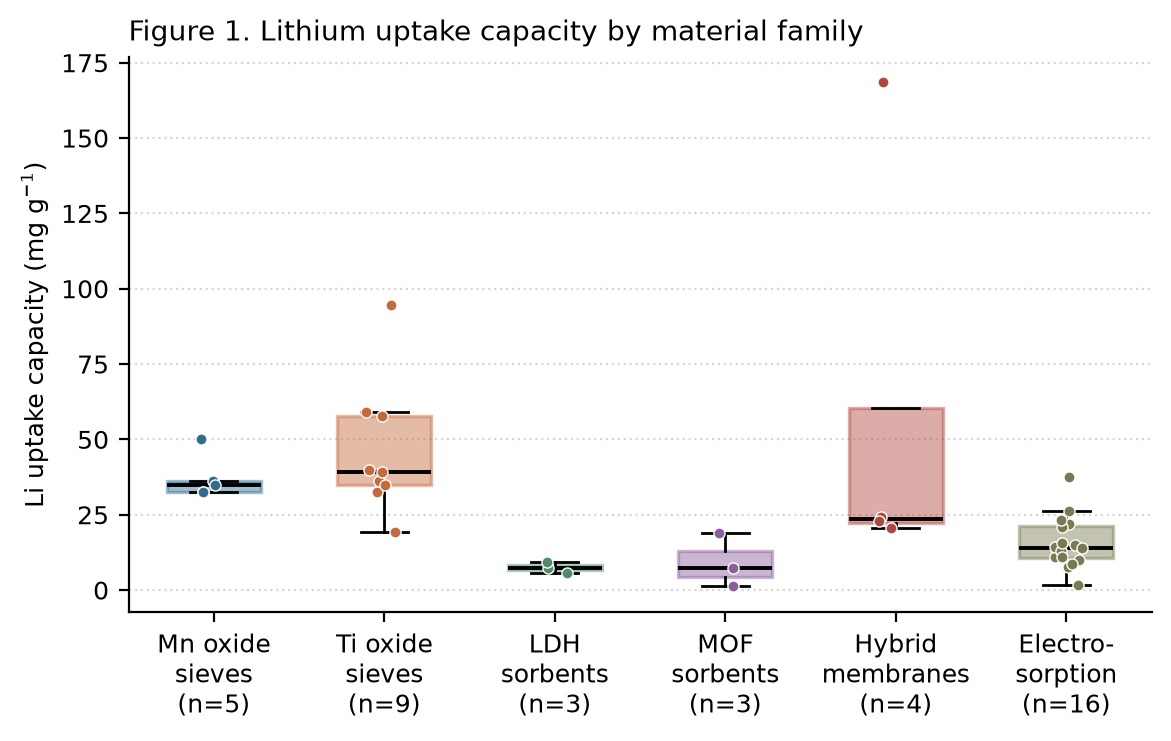 Figure 1. Lithium uptake capacity by material family
Li uptake capacity (mg g⁻¹)
175
150
125
100
75
50
25
0
Mn oxide
sieves
(n=5)
Ti oxide
sieves
(n=9)
LDH
sorbents
(n=3)
MOF
sorbents
(n=3)
Hybrid
membranes
(n=4)
Electro-
sorption
(n=16)